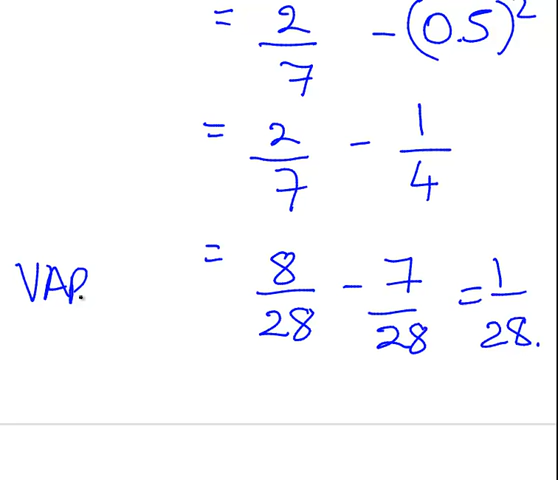 = 2/7 - (0.5)²
= 2/7 - 1/4
VAR = 8/28 - 7/28 = 1/28.